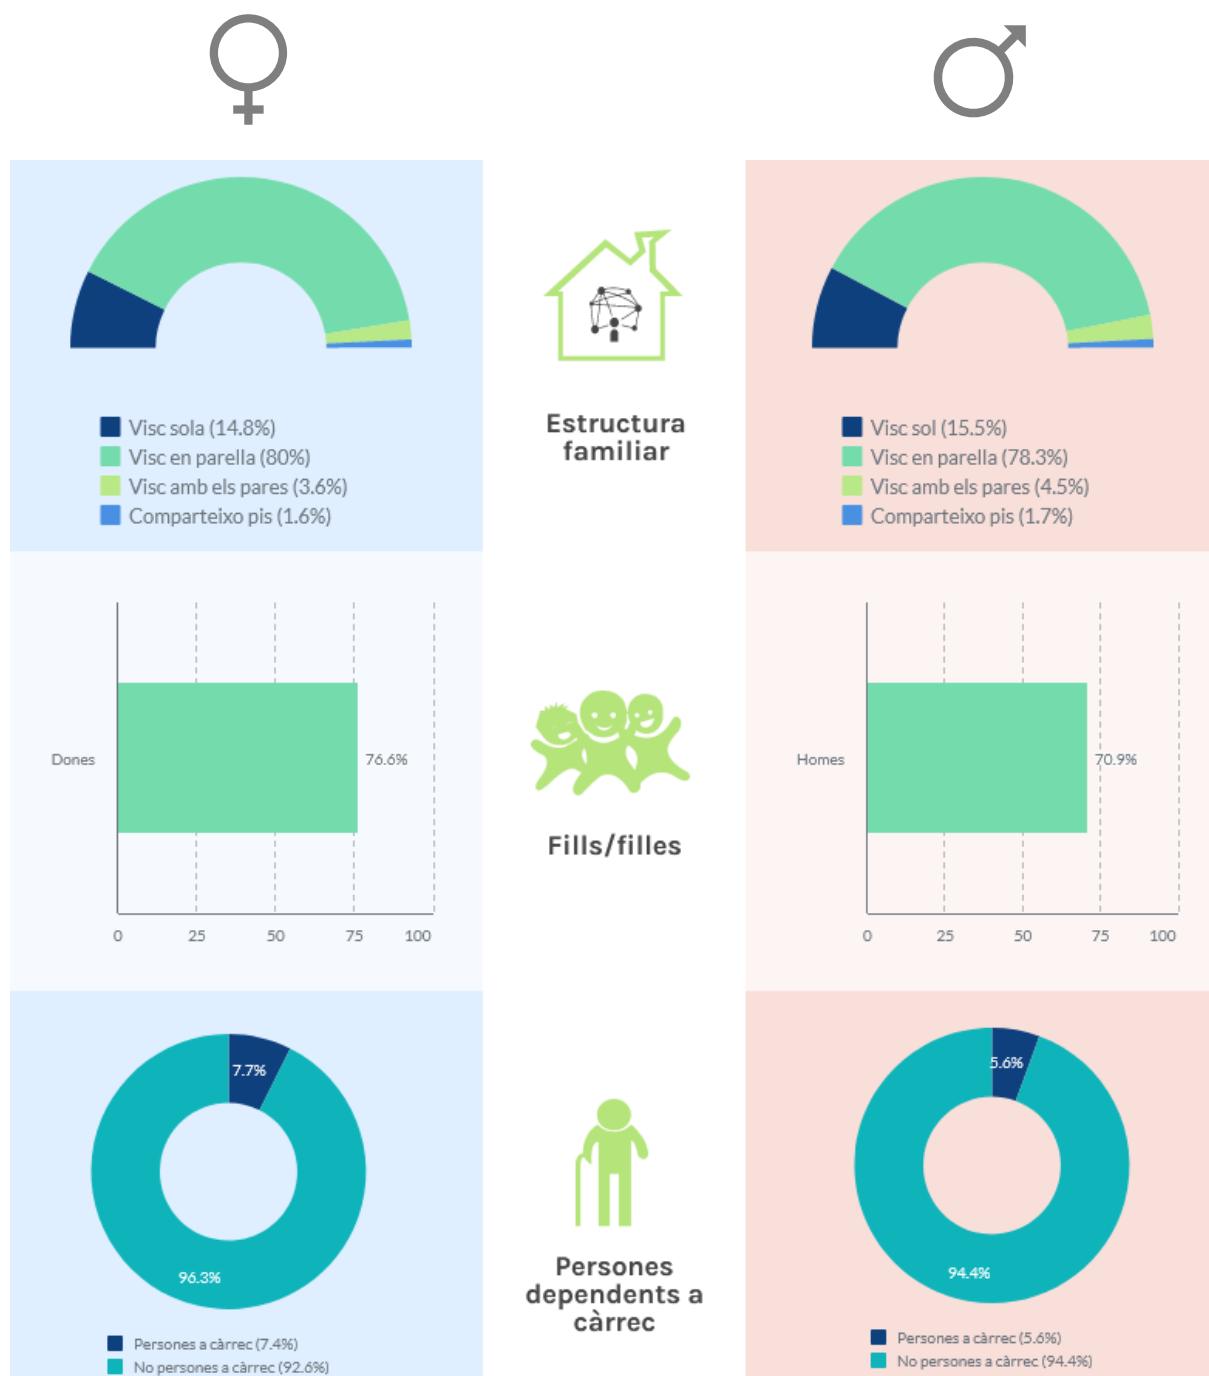 Visc sola (14.8%)
Visc en parella (80%)
Visc amb els pares (3.6%)
Comparteixo pis (1.6%)
Estructura
familiar
Visc sol (15.5%)
Visc en parella (78.3%)
Visc amb els pares (4.5%)
Comparteixo pis (1.7%)
Dones
76.6%
0 25 50 75 100
Fills/filles
Homes
70.9%
0 25 50 75 100
7.7%
96.3%
Persones a càrrec (7.4%)
No persones a càrrec (92.6%)
Persones
dependents a
càrrec
5.6%
94.4%
Persones a càrrec (5.6%)
No persones a càrrec (94.4%)